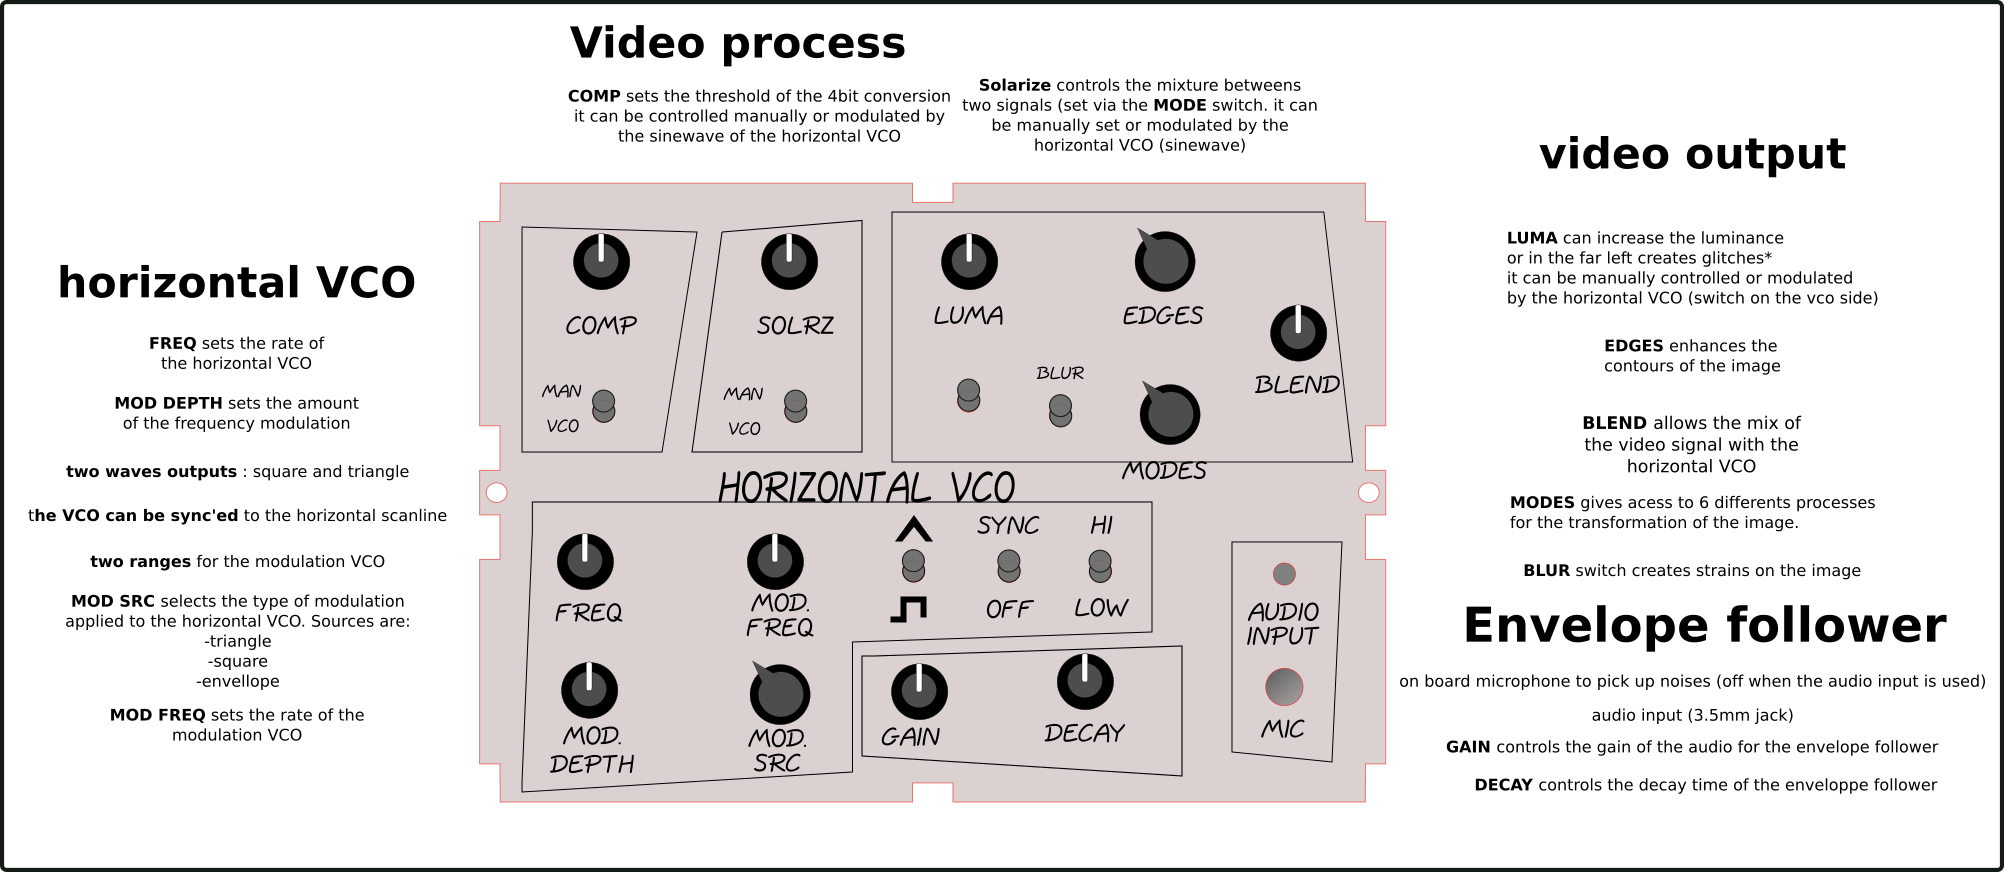 Video process
COMP sets the threshold of the 4bit conversion
it can be controlled manually or modulated by
the sinewave of the horizontal VCO
Solarize controls the mixture betweens
two signals (set via the MODE switch. it can
be manually set or modulated by the
horizontal VCO (sinewave)
horizontal VCO
FREQ sets the rate of
the horizontal VCO
MOD DEPTH sets the amount
of the frequency modulation
two waves outputs : square and triangle
the VCO can be sync'ed to the horizontal scanline
two ranges for the modulation VCO
MOD SRC selects the type of modulation
applied to the horizontal VCO. Sources are:
-triangle
-square
-envellope
MOD FREQ sets the rate of the
modulation VCO
COMP
MAN
VCO
SOLRZ
MAN
VCO
LUMA
EDGES
BLUR
BLEND
MODES
HORIZONTAL VCO
SYNC
HI
FREQ
MOD.
FREQ
OFF
LOW
MOD.
DEPTH
MOD.
SRC
GAIN
DECAY
AUDIO
INPUT
MIC
video output
LUMA can increase the luminance
or in the far left creates glitches*
it can be manually controlled or modulated
by the horizontal VCO (switch on the vco side)
EDGES enhances the
contours of the image
BLEND allows the mix of
the video signal with the
horizontal VCO
MODES gives acess to 6 differents processes
for the transformation of the image.
BLUR switch creates strains on the image
Envelope follower
on board microphone to pick up noises (off when the audio input is used)
audio input (3.5mm jack)
GAIN controls the gain of the audio for the envelope follower
DECAY controls the decay time of the enveloppe follower